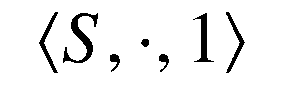 ⟨S, ·, 1⟩